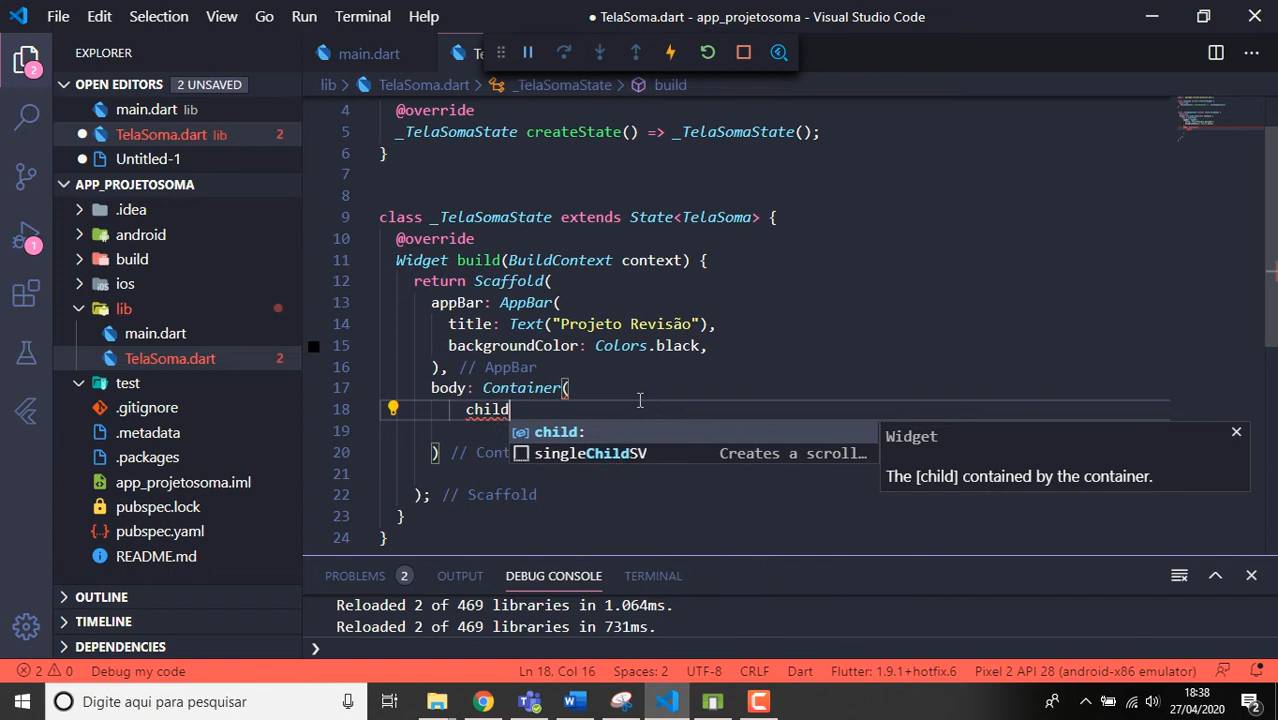 File Edit Selection View Go Run Terminal Help
● TelaSoma.dart - app_projetosoma - Visual Studio Code
EXPLORER
main.dart
Te
OPEN EDITORS 2 UNSAVED
lib > TelaSoma.dart > _TelaSomaState > build
main.dart lib
TelaSoma.dart lib 2
Untitled-1
APP_PROJETOSOMA
.idea
android
build
ios
lib
main.dart
TelaSoma.dart 2
test
.gitignore
.metadata
.packages
app_projetosoma.iml
pubspec.lock
pubspec.yaml
README.md
OUTLINE
TIMELINE
DEPENDENCIES
2
1
4 @override
5 _TelaSomaState createState() => _TelaSomaState();
6 }
7
8
9 class _TelaSomaState extends State<TelaSoma> {
10 @override
11 Widget build(BuildContext context) {
12 return Scaffold(
13 appBar: AppBar(
14 title: Text("Projeto Revisão"),
15 backgroundColor: Colors.black,
16 ), // AppBar
17 body: Container(
18 child
19
20 ) // Cont
21
22 ); // Scaffold
23 }
24 }
child:
singleChildSV Creates a scroll…
Widget
The [child] contained by the container.
PROBLEMS 2 OUTPUT DEBUG CONSOLE TERMINAL
Reloaded 2 of 469 libraries in 1.064ms.
Reloaded 2 of 469 libraries in 731ms.
2 0 Debug my code Ln 18, Col 16 Spaces: 2 UTF-8 CRLF Dart Flutter: 1.9.1+hotfix.6 Pixel 2 API 28 (android-x86 emulator)
Digite aqui para pesquisar
18:38
27/04/2020
2